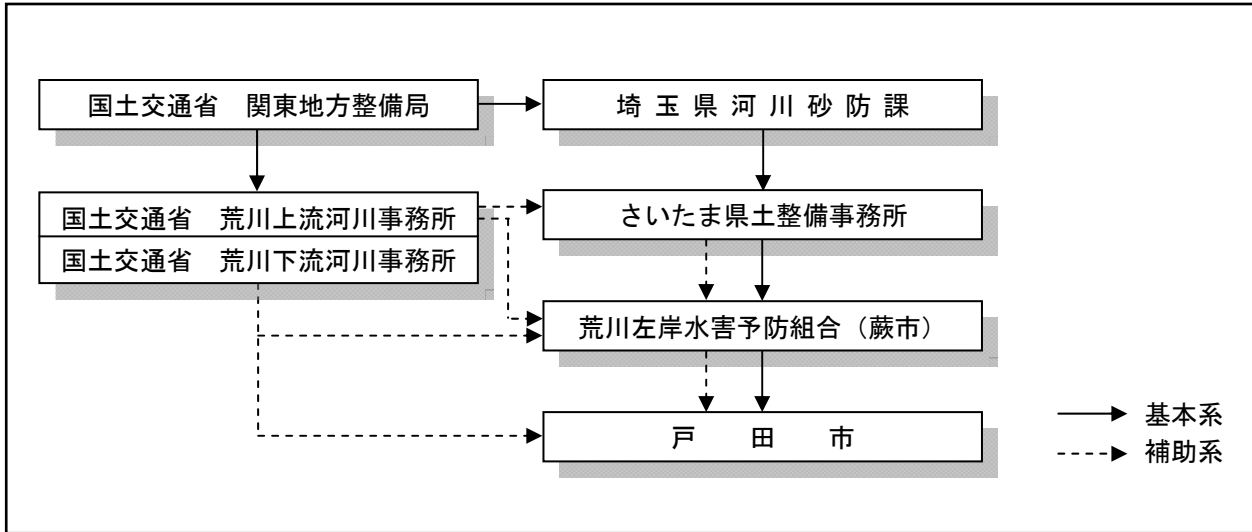 国土交通省 関東地方整備局
埼玉県河川砂防課
国土交通省 荒川上流河川事務所
国土交通省 荒川下流河川事務所
さいたま県土整備事務所
荒川左岸水害予防組合（蕨市）
戸田市
基本系
補助系